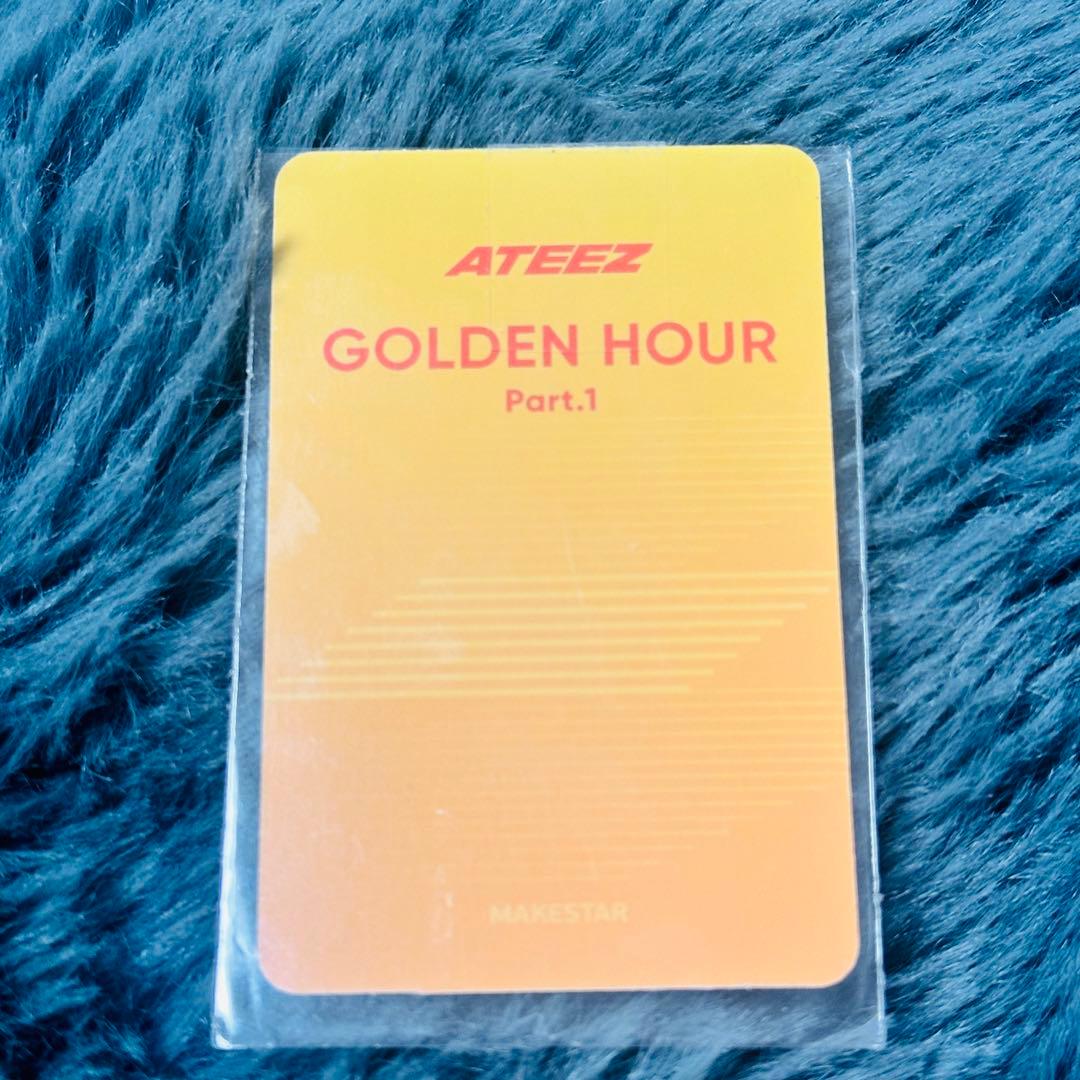 ATEEZ
GOLDEN HOUR
Part.1
MAKESTAR